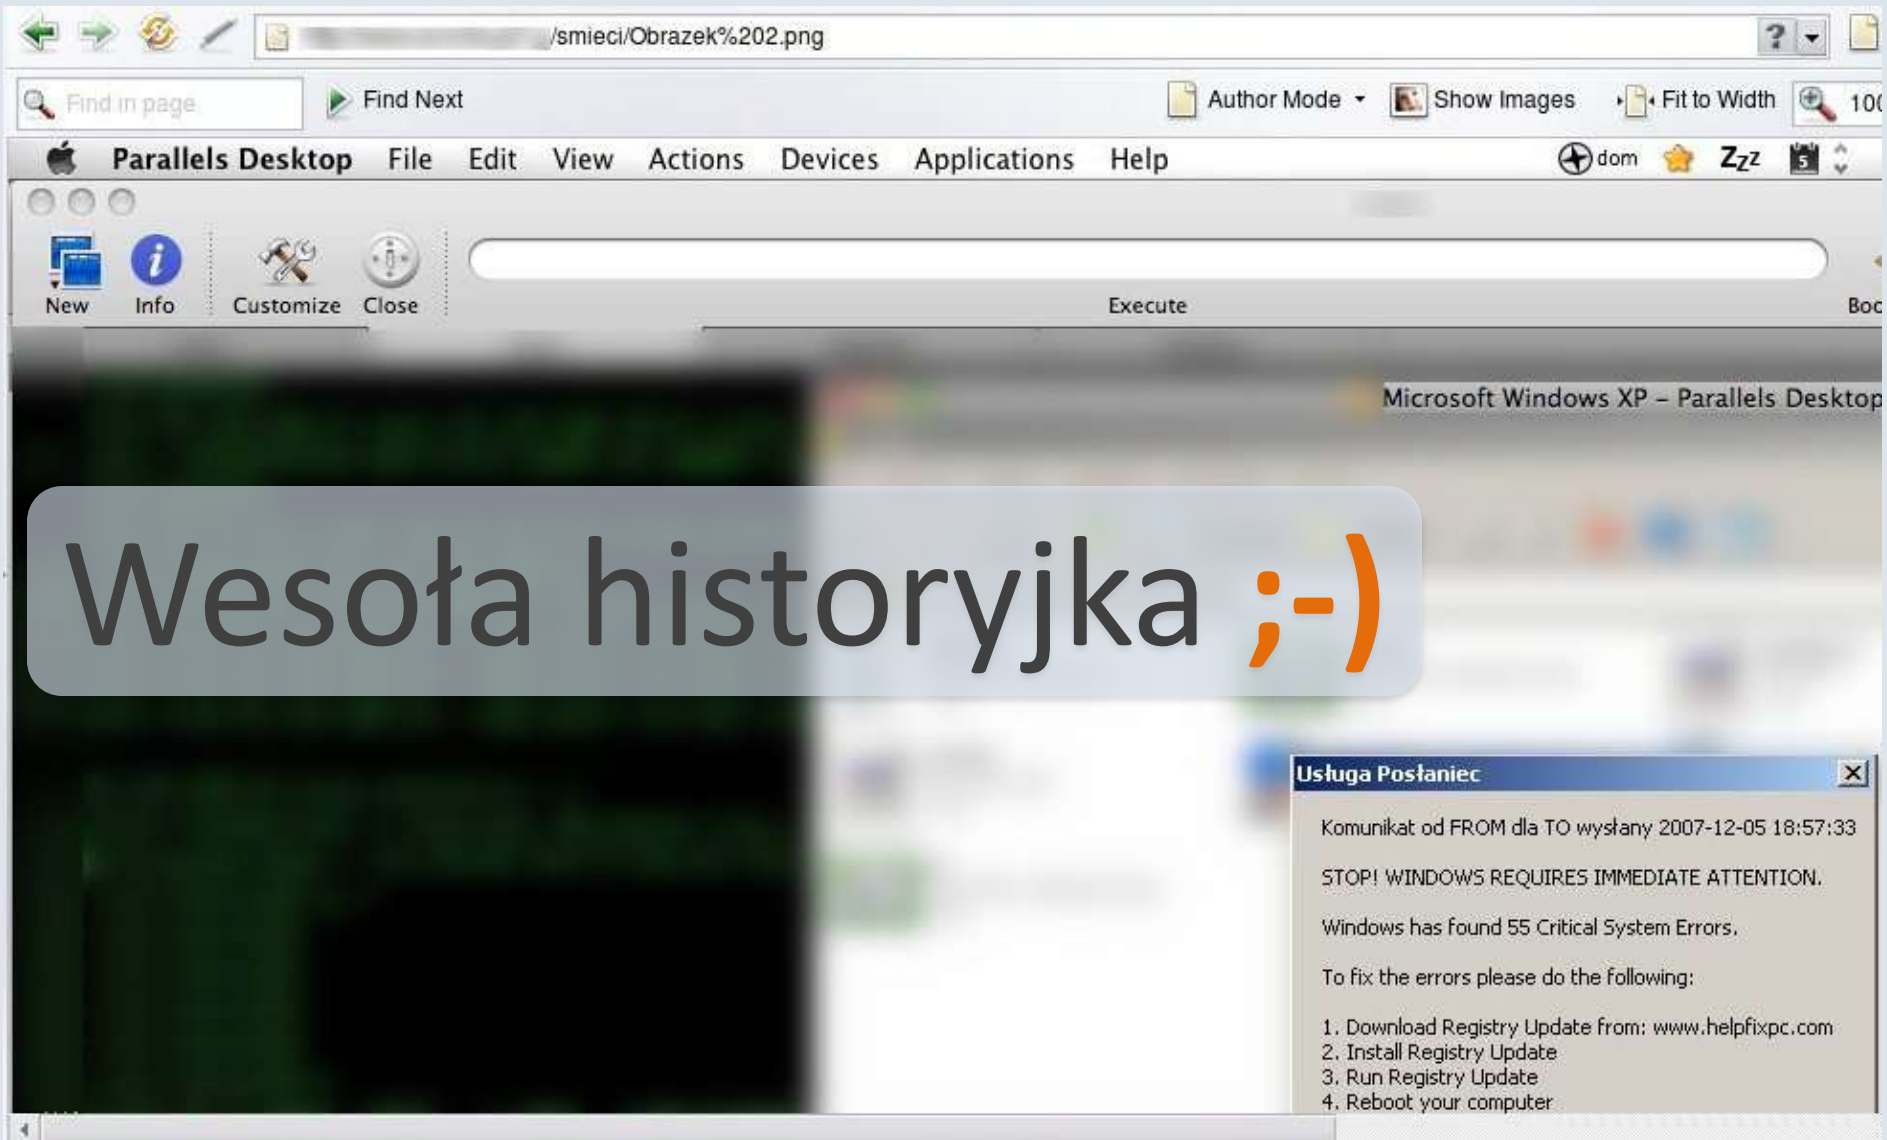 /smieci/Obrazek%202.png
?
Find in page
Find Next
Author Mode
Show Images
Fit to Width
Parallels Desktop File Edit View Actions Devices Applications Help
dom
ZzZ
5
New
Info
Customize
Close
Execute
Microsoft Windows XP – Parallels Desktop
Wesoła historyjka ;-)
Usługa Posłaniec
Komunikat od FROM dla TO wysłany 2007-12-05 18:57:33
STOP! WINDOWS REQUIRES IMMEDIATE ATTENTION.
Windows has found 55 Critical System Errors.
To fix the errors please do the following:
1. Download Registry Update from: www.helpfixpc.com
2. Install Registry Update
3. Run Registry Update
4. Reboot your computer